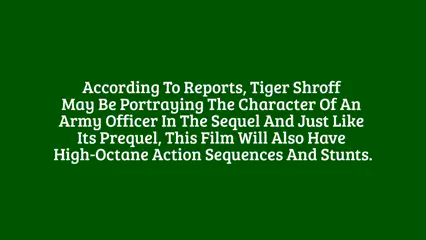 According To Reports, Tiger Shroff
May Be Portraying The Character Of An
Army Officer In The Sequel And Just Like
Its Prequel, This Film Will Also Have
High-Octane Action Sequences And Stunts.